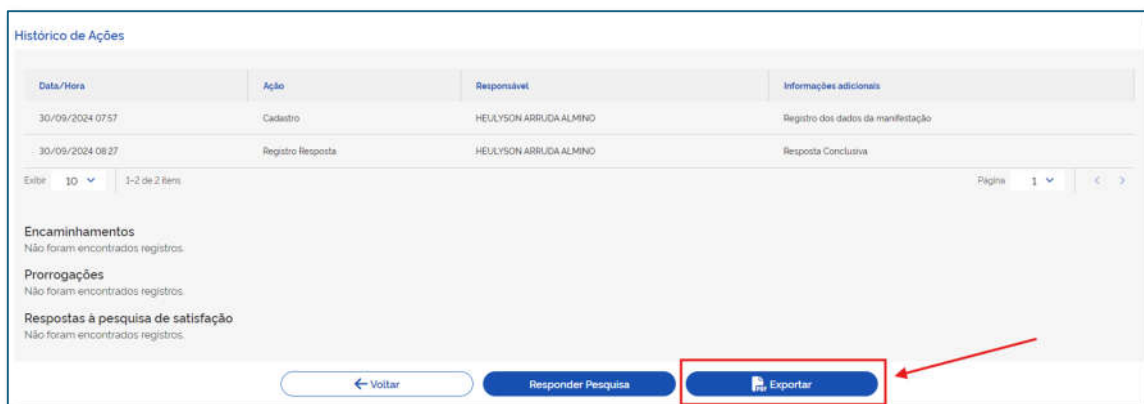 Histórico de Ações
Data/Hora Ação Responsável Informações adicionais
30/09/2024 07:57 Cadastro HEULYSON ARRUDA ALMINO Registro dos dados da manifestação
30/09/2024 08:27 Registro Resposta HEULYSON ARRUDA ALMINO Resposta Conclusiva
Exibir 10 1-2 de 2 itens Página 1
Encaminhamentos
Não foram encontrados registros.
Prorrogações
Não foram encontrados registros.
Respostas à pesquisa de satisfação
Não foram encontrados registros.
Voltar Responder Pesquisa PDF Exportar